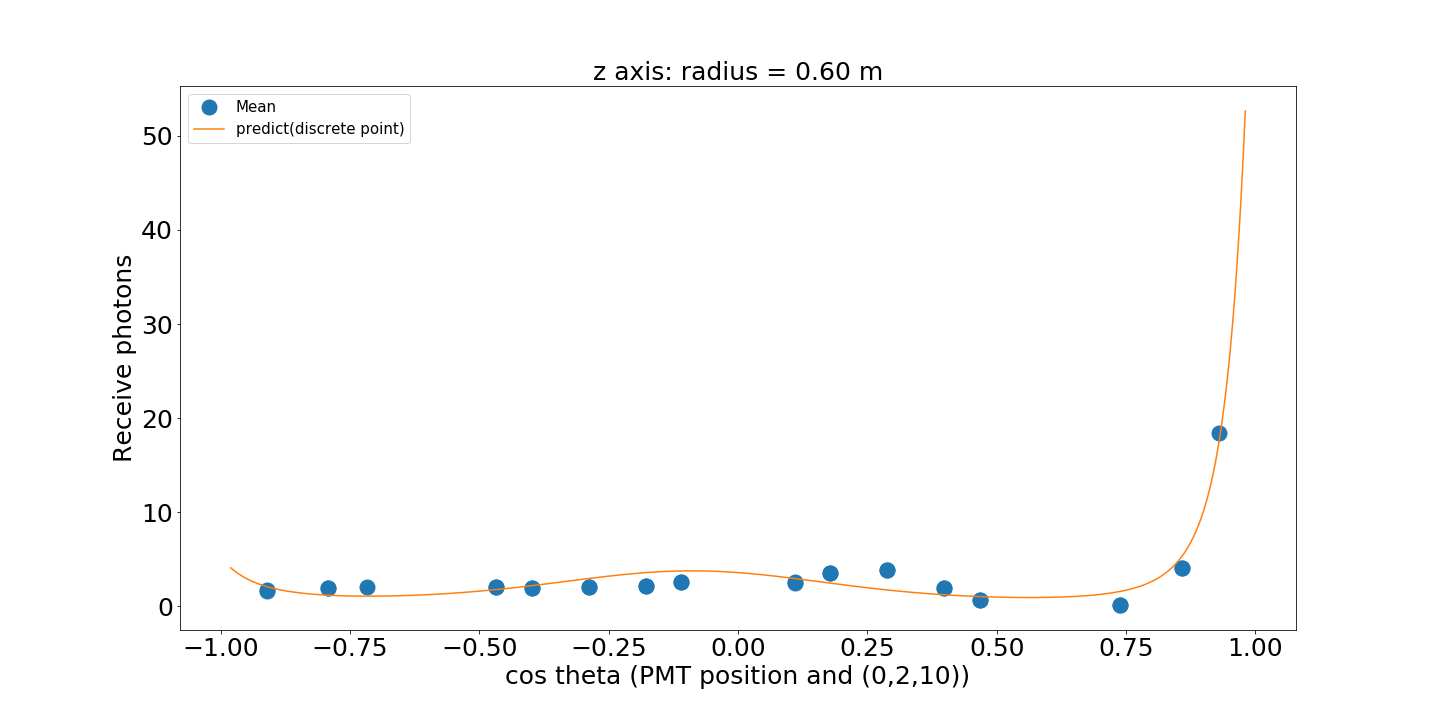 z axis: radius = 0.60 m
Mean
predict(discrete point)
50
40
30
20
10
0
Receive photons
−1.00 −0.75 −0.50 −0.25 0.00 0.25 0.50 0.75 1.00
cos theta (PMT position and (0,2,10))